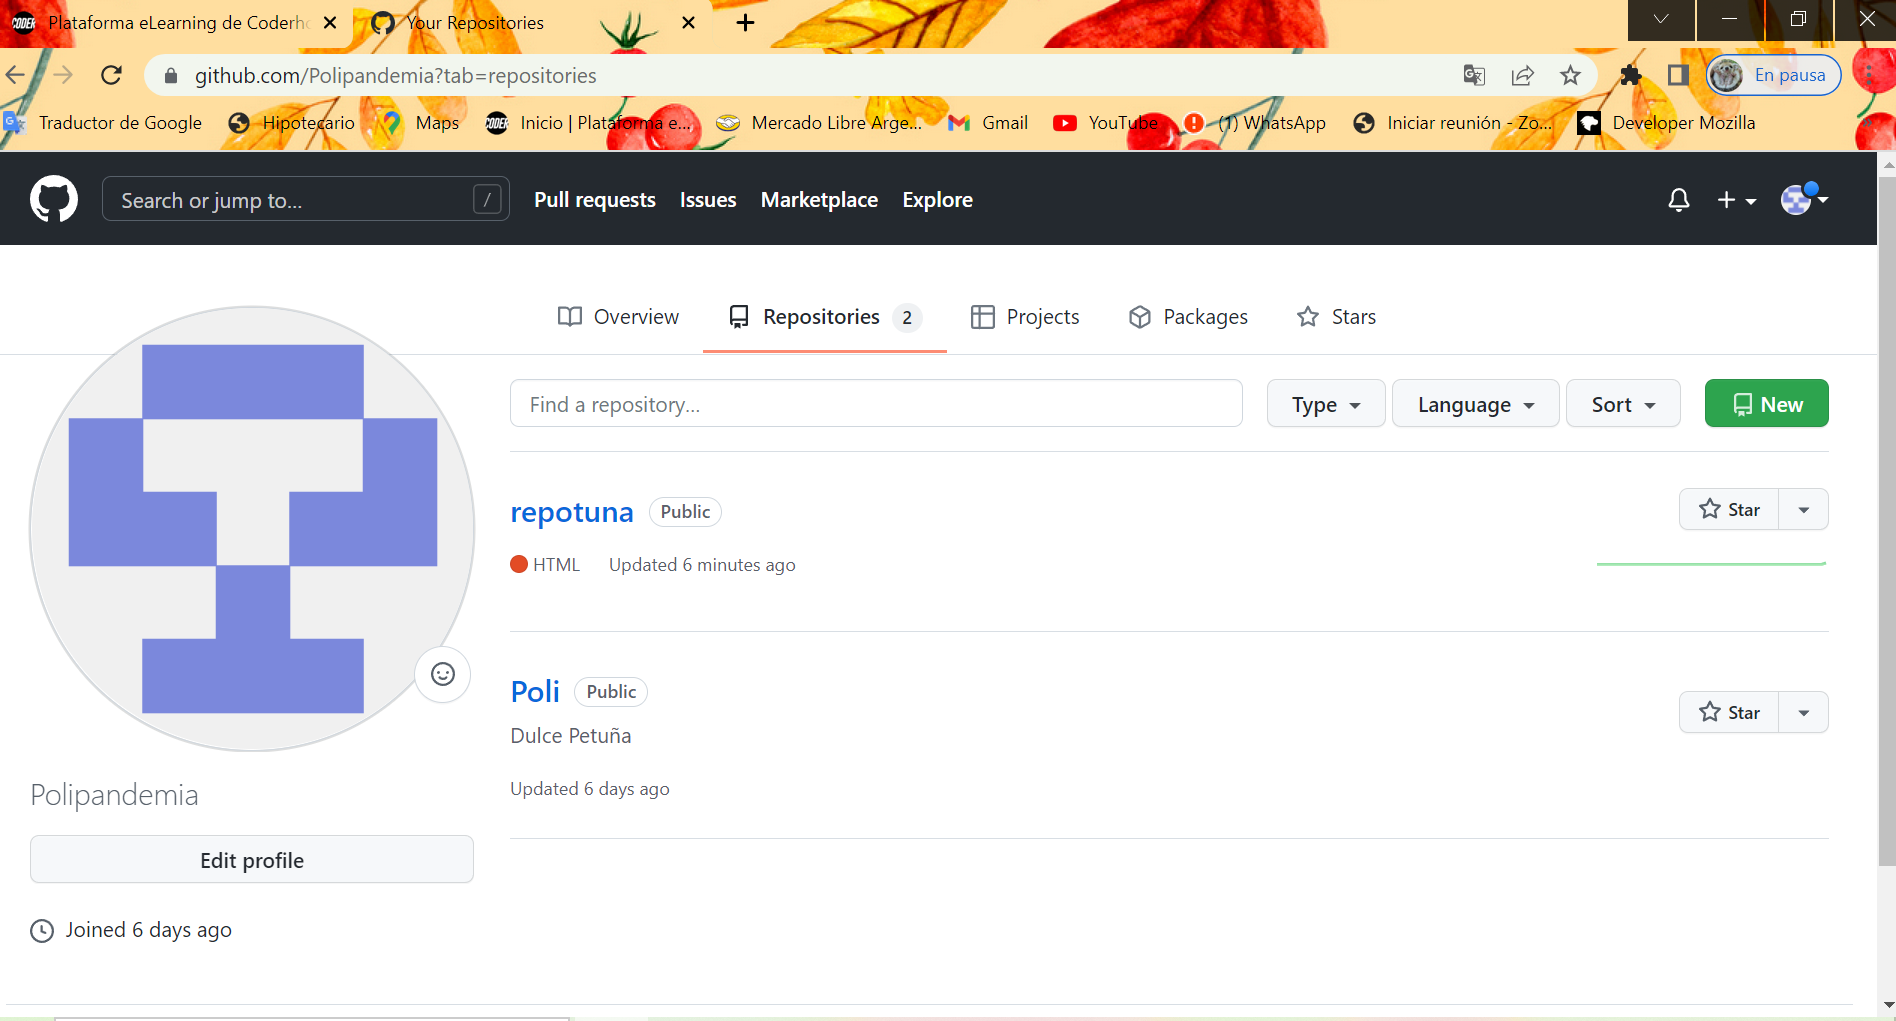 Plataforma eLearning de Coderho
Your Repositories
github.com/Polipandemia?tab=repositories
En pausa
Traductor de Google
Hipotecario
Maps
CODER
Inicio | Plataforma e...
Mercado Libre Arge...
Gmail
YouTube
(1) WhatsApp
Iniciar reunión - Zo...
Developer Mozilla
Search or jump to...
/
Pull requests
Issues
Marketplace
Explore
Overview
Repositories 2
Projects
Packages
Stars
Find a repository...
Type
Language
Sort
New
repotuna
Public
Star
HTML
Updated 6 minutes ago
Poli
Public
Star
Dulce Petuña
Updated 6 days ago
Polipandemia
Edit profile
Joined 6 days ago